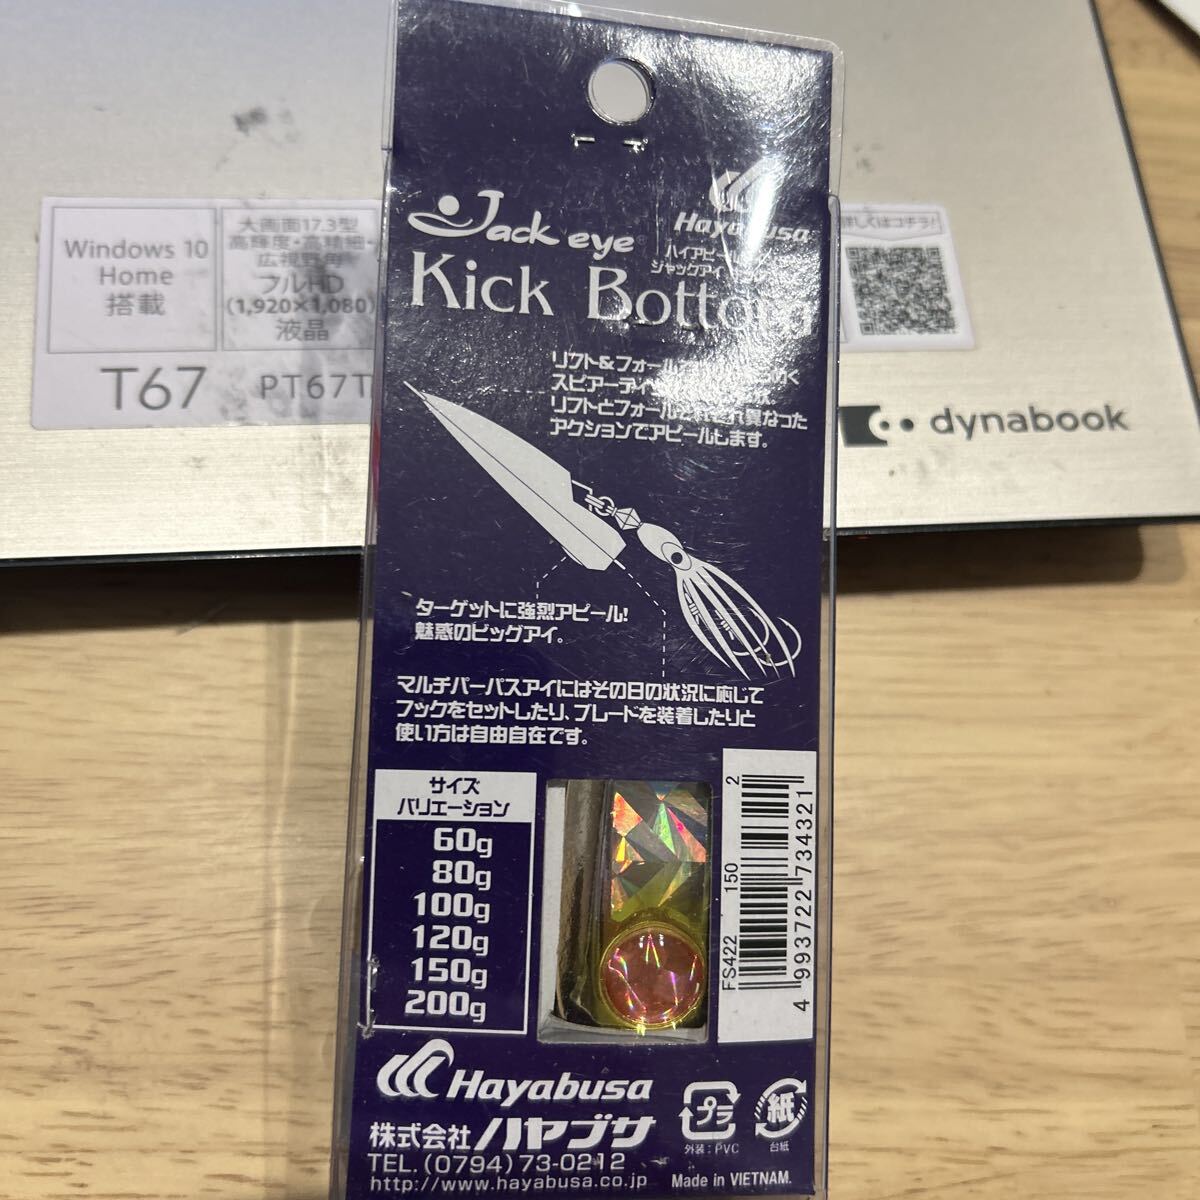 Windows 10
Home
搭載
大画面17.3型
高輝度・高精細・
広視野角
フルHD
(1,920×1,080)
液晶
T67
PT67T
コチラ!
dynabook
Jack eye
Hayabusa
ハイアピール
ジャックアイ
Kick Bottom
リフト&フォール
スピアー
リフトとフォール 異なった
アクションでアピールします。
ターゲットに強烈アピール!
魅惑のビッグアイ。
マルチパーパスアイにはその日の状況に応じて
フックをセットしたり、ブレードを装着したりと
使い方は自由自在です。
サイズ
バリエーション
60g
80g
100g
120g
150g
200g
FS422 150 2
4 993722 734321
Hayabusa
株式会社ハヤブサ
TEL.(0794)73-0212
http://www.hayabusa.co.jp
プラ
外装:PVC
紙
台紙
Made in VIETNAM.